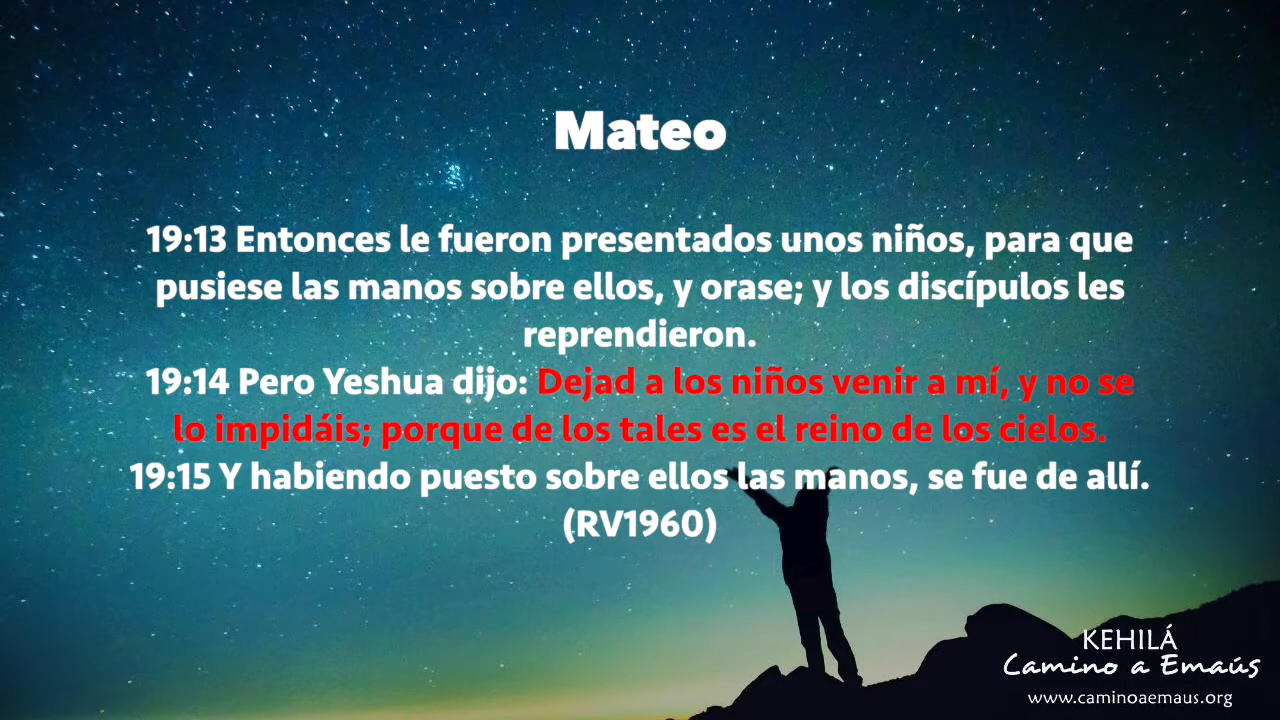 Mateo
19:13 Entonces le fueron presentados unos niños, para que
pusiese las manos sobre ellos, y orase; y los discípulos les
reprendieron.
19:14 Pero Yeshua dijo: Dejad a los niños venir a mí, y no se
lo impidáis; porque de los tales es el reino de los cielos.
19:15 Y habiendo puesto sobre ellos las manos, se fue de allí.
(RV1960)
KEHILÁ
Camino a Emaús
www.caminoaemaus.org